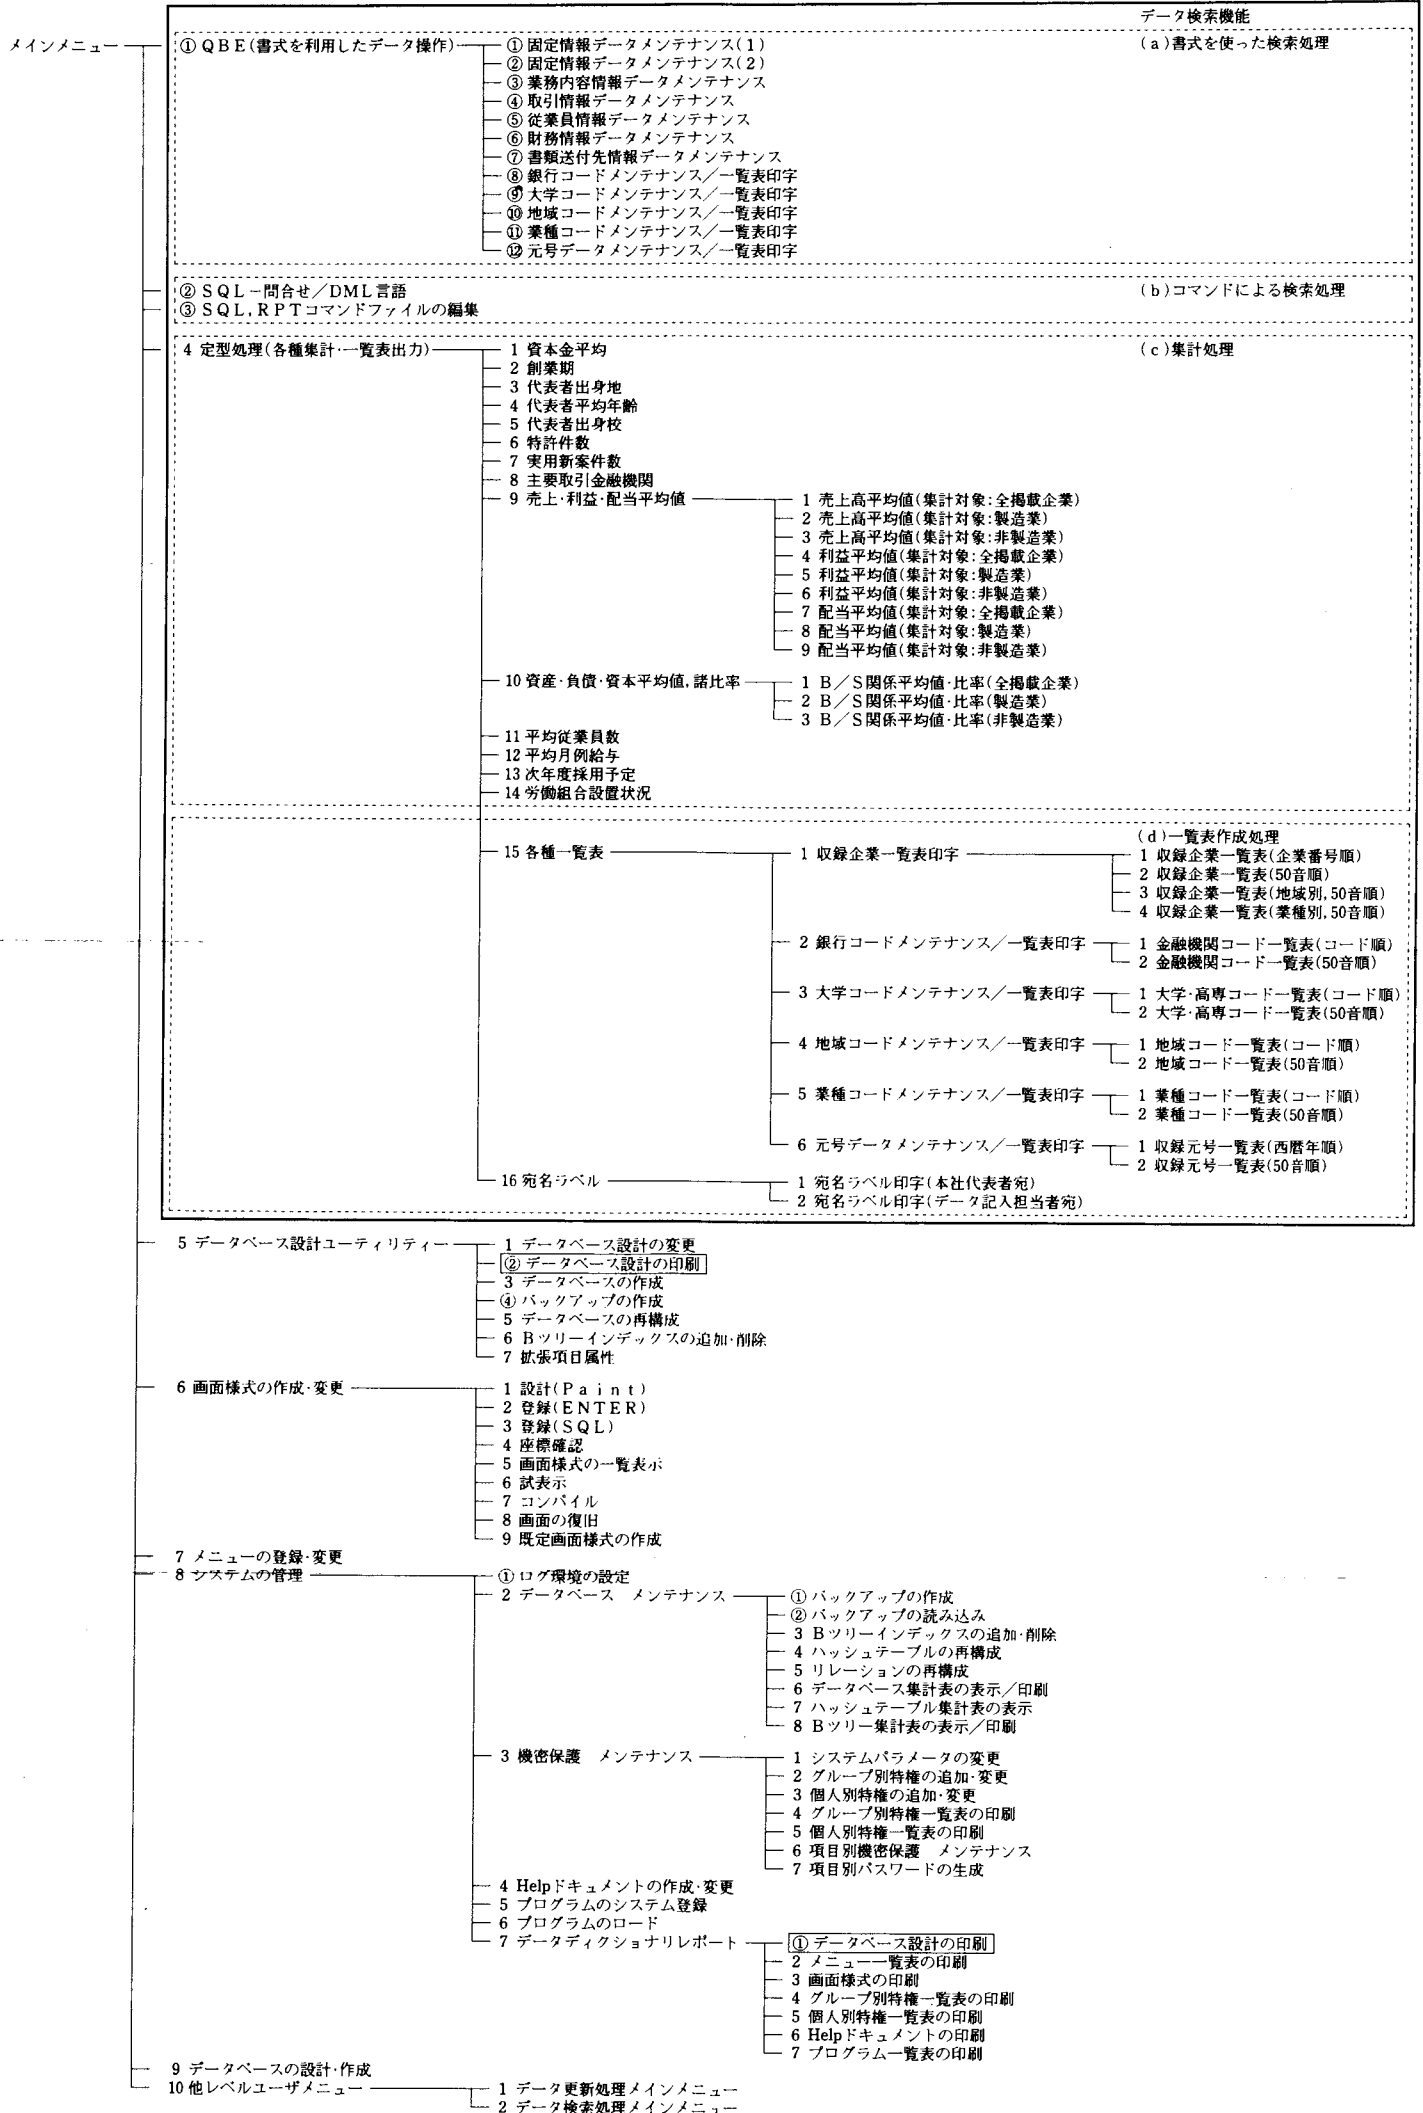 データ検索機能
メインメニュー
①ＱＢＥ(書式を利用したデータ操作)
①固定情報データメンテナンス(1)
(a)書式を使った検索処理
②固定情報データメンテナンス(2)
③業務内容情報データメンテナンス
④取引情報データメンテナンス
⑤従業員情報データメンテナンス
⑥財務情報データメンテナンス
⑦書類送付先情報データメンテナンス
⑧銀行コードメンテナンス／一覧表印字
⑨大学コードメンテナンス／一覧表印字
⑩地域コードメンテナンス／一覧表印字
⑪業種コードメンテナンス／一覧表印字
⑫元号データメンテナンス／一覧表印字
②ＳＱＬ－問合せ／DML言語
(b)コマンドによる検索処理
③ＳＱＬ,ＲＰＴコマンドファイルの編集
4 定型処理(各種集計・一覧表出力)
1 資本金平均
(c)集計処理
2 創業期
3 代表者出身地
4 代表者平均年齢
5 代表者出身校
6 特許件数
7 実用新案件数
8 主要取引金融機関
9 売上・利益・配当平均値
1 売上高平均値(集計対象:全掲載企業)
2 売上高平均値(集計対象:製造業)
3 売上高平均値(集計対象:非製造業)
4 利益平均値(集計対象:全掲載企業)
5 利益平均値(集計対象:製造業)
6 利益平均値(集計対象:非製造業)
7 配当平均値(集計対象:全掲載企業)
8 配当平均値(集計対象:製造業)
9 配当平均値(集計対象:非製造業)
10 資産・負債・資本平均値,諸比率
1 Ｂ／Ｓ関係平均値・比率(全掲載企業)
2 Ｂ／Ｓ関係平均値・比率(製造業)
3 Ｂ／Ｓ関係平均値・比率(非製造業)
11 平均従業員数
12 平均月例給与
13 次年度採用予定
14 労働組合設置状況
(d)一覧表作成処理
15 各種一覧表
1 収録企業一覧表印字
1 収録企業一覧表(企業番号順)
2 収録企業一覧表(50音順)
3 収録企業一覧表(地域別,50音順)
4 収録企業一覧表(業種別,50音順)
2 銀行コードメンテナンス／一覧表印字
1 金融機関コード一覧表(コード順)
2 金融機関コード一覧表(50音順)
3 大学コードメンテナンス／一覧表印字
1 大学・高専コード一覧表(コード順)
2 大学・高専コード一覧表(50音順)
4 地域コードメンテナンス／一覧表印字
1 地域コード一覧表(コード順)
2 地域コード一覧表(50音順)
5 業種コードメンテナンス／一覧表印字
1 業種コード一覧表(コード順)
2 業種コード一覧表(50音順)
6 元号データメンテナンス／一覧表印字
1 収録元号一覧表(西暦年順)
2 収録元号一覧表(50音順)
16 宛名ラベル
1 宛名ラベル印字(本社代表者宛)
2 宛名ラベル印字(データ記入担当者宛)
5 データベース設計ユーティリティー
1 データベース設計の変更
②データベース設計の印刷
3 データベースの作成
④バックアップの作成
5 データベースの再構成
6 Ｂツリーインデックスの追加・削除
7 拡張項目属性
6 画面様式の作成・変更
1 設計(Ｐａｉｎｔ)
2 登録(ＥＮＴＥＲ)
3 登録(ＳＱＬ)
4 座標確認
5 画面様式の一覧表示
6 試表示
7 コンパイル
8 画面の復旧
9 既定画面様式の作成
7 メニューの登録・変更
8 システムの管理
①ログ環境の設定
2 データベース　メンテナンス
①バックアップの作成
②バックアップの読み込み
3 Ｂツリーインデックスの追加・削除
4 ハッシュテーブルの再構成
5 リレーションの再構成
6 データベース集計表の表示／印刷
7 ハッシュテーブル集計表の表示
8 Ｂツリー集計表の表示／印刷
3 機密保護　メンテナンス
1 システムパラメータの変更
2 グループ別特権の追加・変更
3 個人別特権の追加・変更
4 グループ別特権一覧表の印刷
5 個人別特権一覧表の印刷
6 項目別機密保護　メンテナンス
7 項目別パスワードの生成
4 Helpドキュメントの作成・変更
5 プログラムのシステム登録
6 プログラムのロード
7 データディクショナリレポート
①データベース設計の印刷
2 メニュー一覧表の印刷
3 画面様式の印刷
4 グループ別特権一覧表の印刷
5 個人別特権一覧表の印刷
6 Helpドキュメントの印刷
7 プログラム一覧表の印刷
9 データベースの設計・作成
10 他レベルユーザメニュー
1 データ更新処理メインメニュー
2 データ検索処理メインメニュー